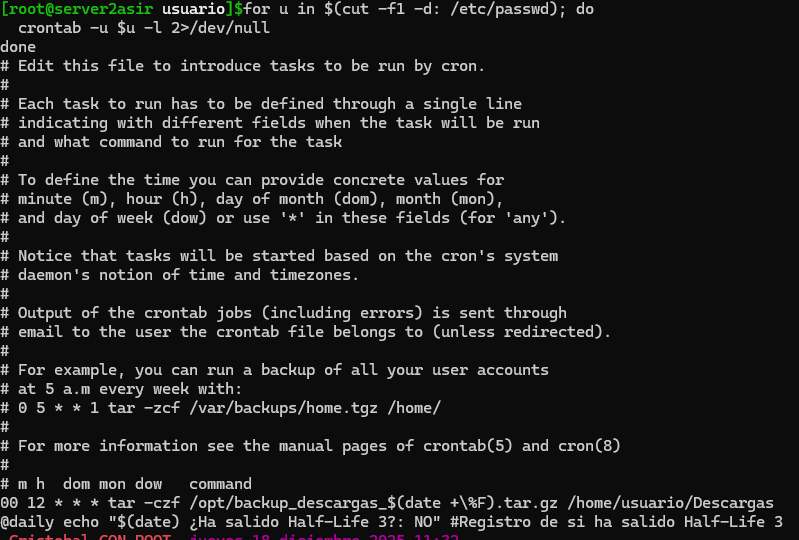 [root@server2asir usuario]$for u in $(cut -f1 -d: /etc/passwd); do
  crontab -u $u -l 2>/dev/null
done
# Edit this file to introduce tasks to be run by cron.
#
# Each task to run has to be defined through a single line
# indicating with different fields when the task will be run
# and what command to run for the task
#
# To define the time you can provide concrete values for
# minute (m), hour (h), day of month (dom), month (mon),
# and day of week (dow) or use '*' in these fields (for 'any').
#
# Notice that tasks will be started based on the cron's system
# daemon's notion of time and timezones.
#
# Output of the crontab jobs (including errors) is sent through
# email to the user the crontab file belongs to (unless redirected).
#
# For example, you can run a backup of all your user accounts
# at 5 a.m every week with:
# 0 5 * * 1 tar -zcf /var/backups/home.tgz /home/
#
# For more information see the manual pages of crontab(5) and cron(8)
#
# m h  dom mon dow   command
00 12 * * * tar -czf /opt/backup_descargas_$(date +\%F).tar.gz /home/usuario/Descargas
@daily echo "$(date) ¿Ha salido Half-Life 3?: NO" #Registro de si ha salido Half-Life 3
Cristobal CON ROOT jueves 18 diciembre 2025 11:32